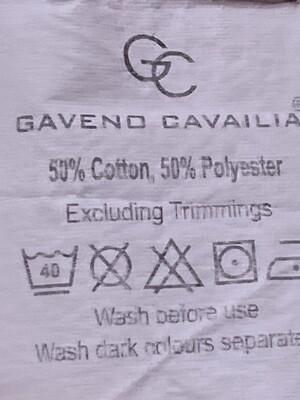 GC
GAVENO CAVAILIA
50% Cotton, 50% Polyester
Excluding Trimmings
40
Wash before use
Wash dark colours separate